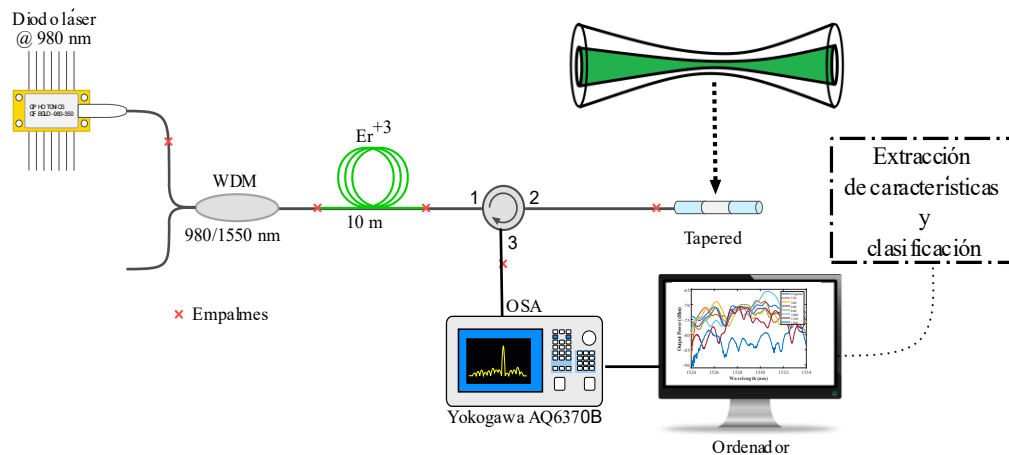 Diodo láser
@ 980 nm
QPHOTONICS
QFBGLD-980-350
Er+3
WDM
1
2
3
980/1550 nm
10 m
Tapered
Extracción
de características
y
clasificación
Empalmes
OSA
Yokogawa AQ6370B
Output Power (dBm)
1524 1526 1528 1530 1532 1534
Wavelength (nm)
Ordenador